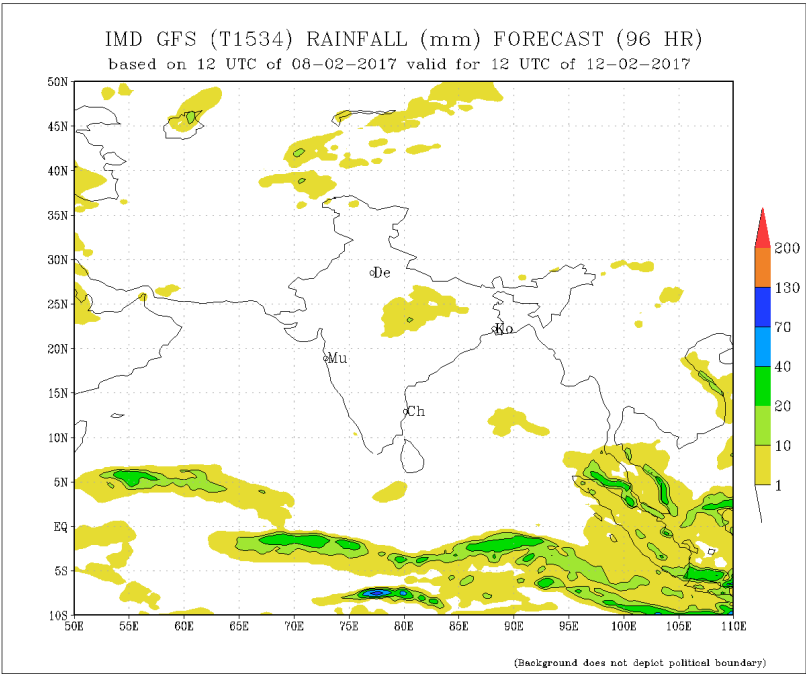 IMD GFS (T1534) RAINFALL (mm) FORECAST (96 HR)
based on 12 UTC of 08-02-2017 valid for 12 UTC of 12-02-2017
50N
45N
40N
35N
30N
25N
20N
15N
10N
5N
EQ
5S
10S
De
Ko
Mu
Ch
200
130
70
40
20
10
1
50E 55E 60E 65E 70E 75E 80E 85E 90E 95E 100E 105E 110E
(Background does not depict political boundary)